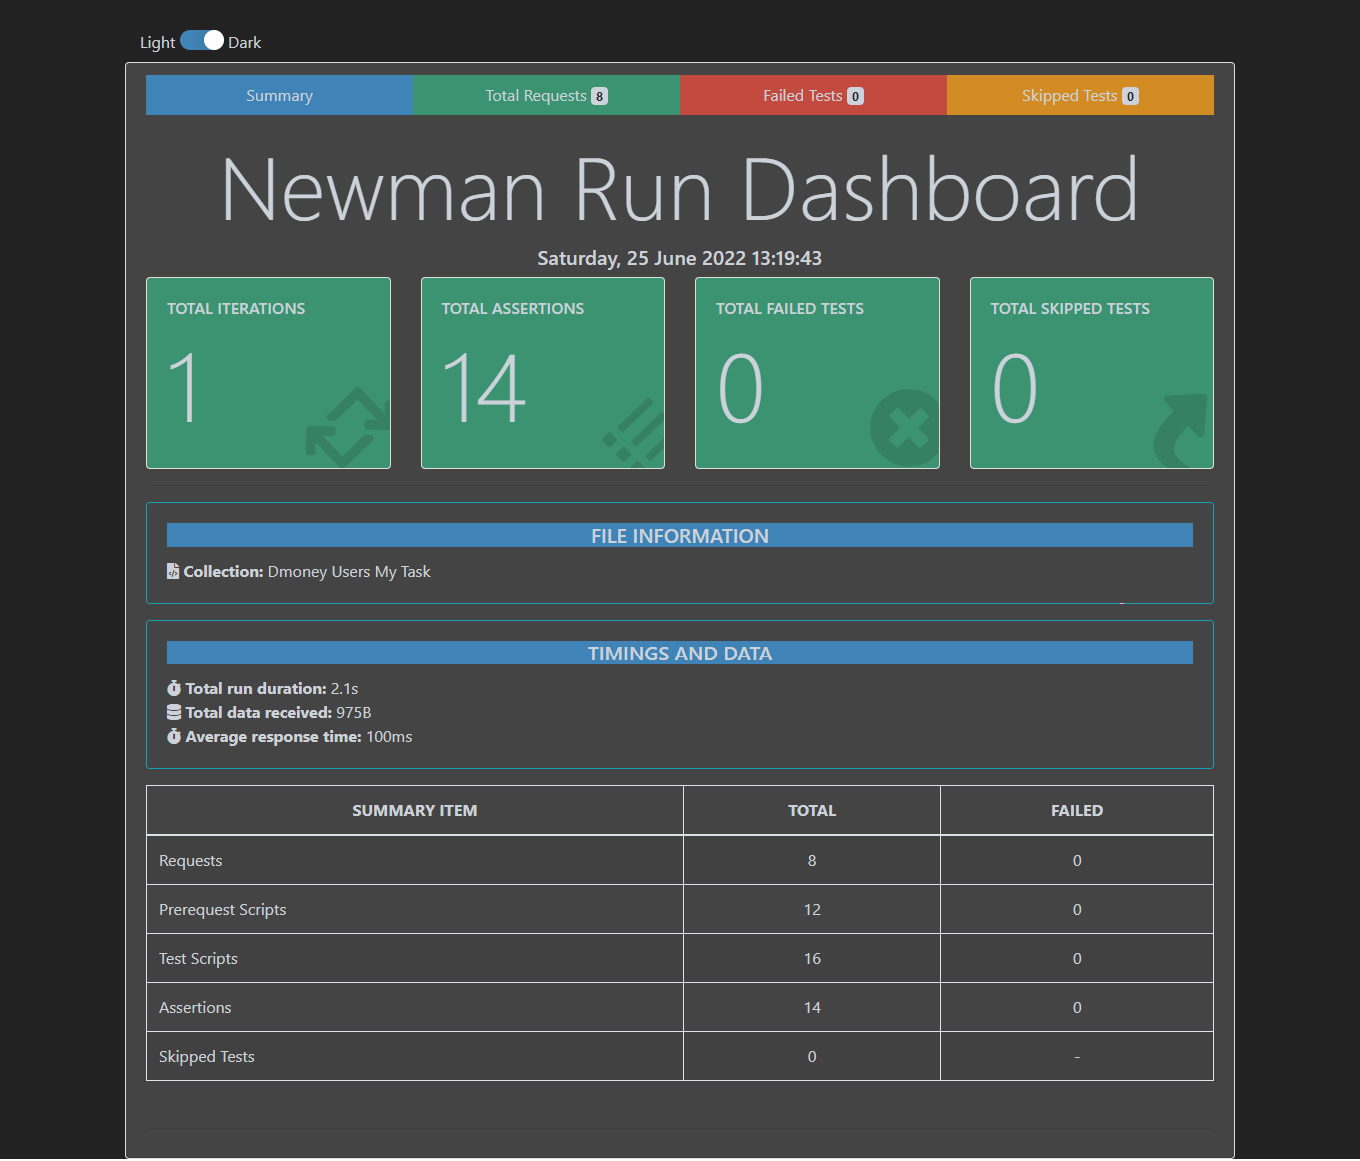 Light Dark
Summary Total Requests 8 Failed Tests 0 Skipped Tests 0
Newman Run Dashboard
Saturday, 25 June 2022 13:19:43
TOTAL ITERATIONS TOTAL ASSERTIONS TOTAL FAILED TESTS TOTAL SKIPPED TESTS
1 14 0 0
FILE INFORMATION
Collection: Dmoney Users My Task
TIMINGS AND DATA
Total run duration: 2.1s
Total data received: 975B
Average response time: 100ms
SUMMARY ITEM TOTAL FAILED
Requests 8 0
Prerequest Scripts 12 0
Test Scripts 16 0
Assertions 14 0
Skipped Tests 0 -